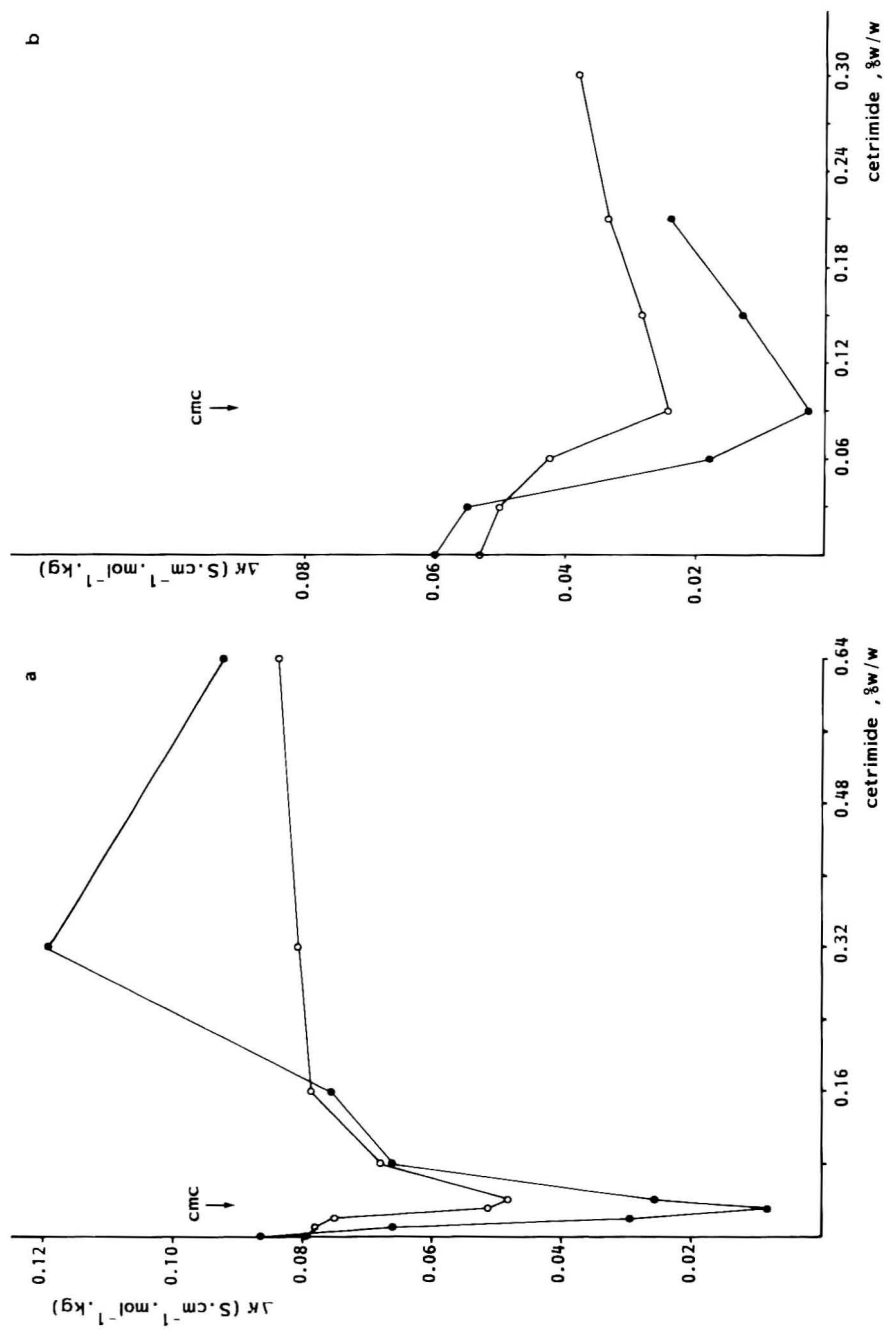 a
Δκ (S.cm⁻¹.mol⁻¹.kg)
0.12
0.10
0.08
0.06
0.04
0.02
cmc
0.16
0.32
0.48
0.64
cetrimide , %w/w
b
Δκ (S.cm⁻¹.mol⁻¹.kg)
0.08
0.06
0.04
0.02
cmc
0.06
0.12
0.18
0.24
0.30
cetrimide , %w/w